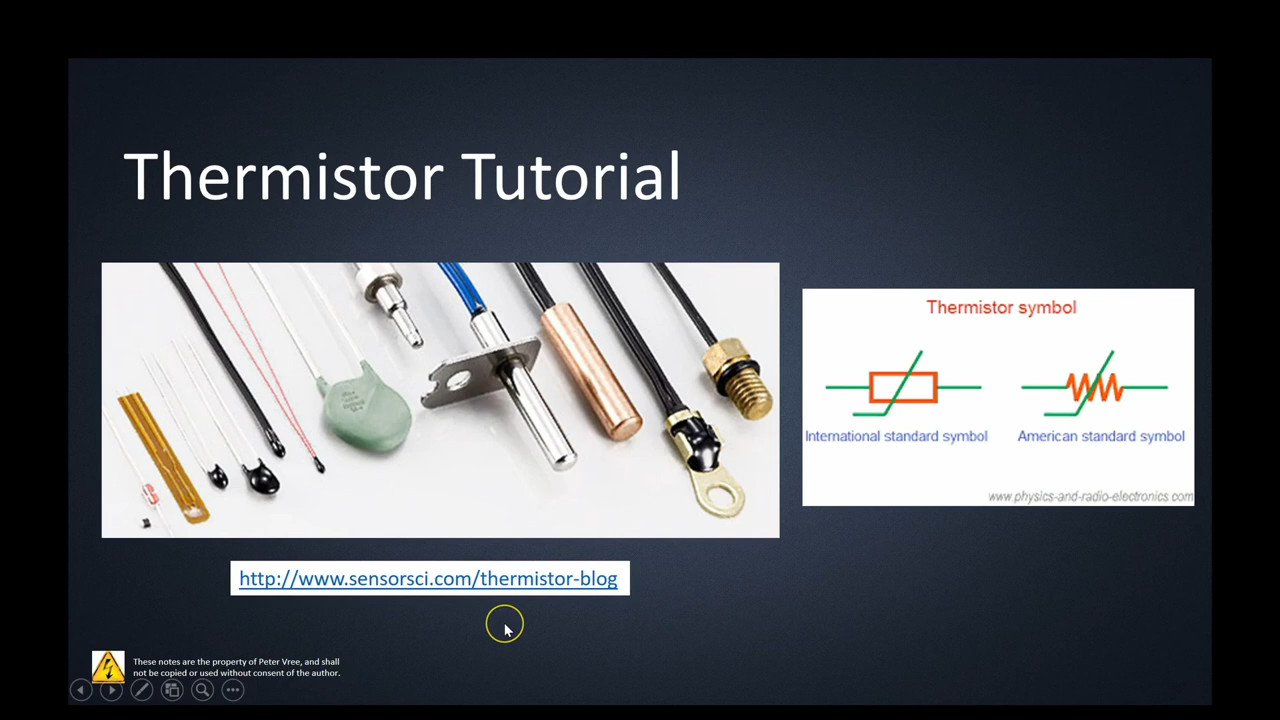 Thermistor Tutorial
Thermistor symbol
International standard symbol
American standard symbol
www.physics-and-radio-electronics.com
http://www.sensorsci.com/thermistor-blog
These notes are the property of Peter Vree, and shall
not be copied or used without consent of the author.